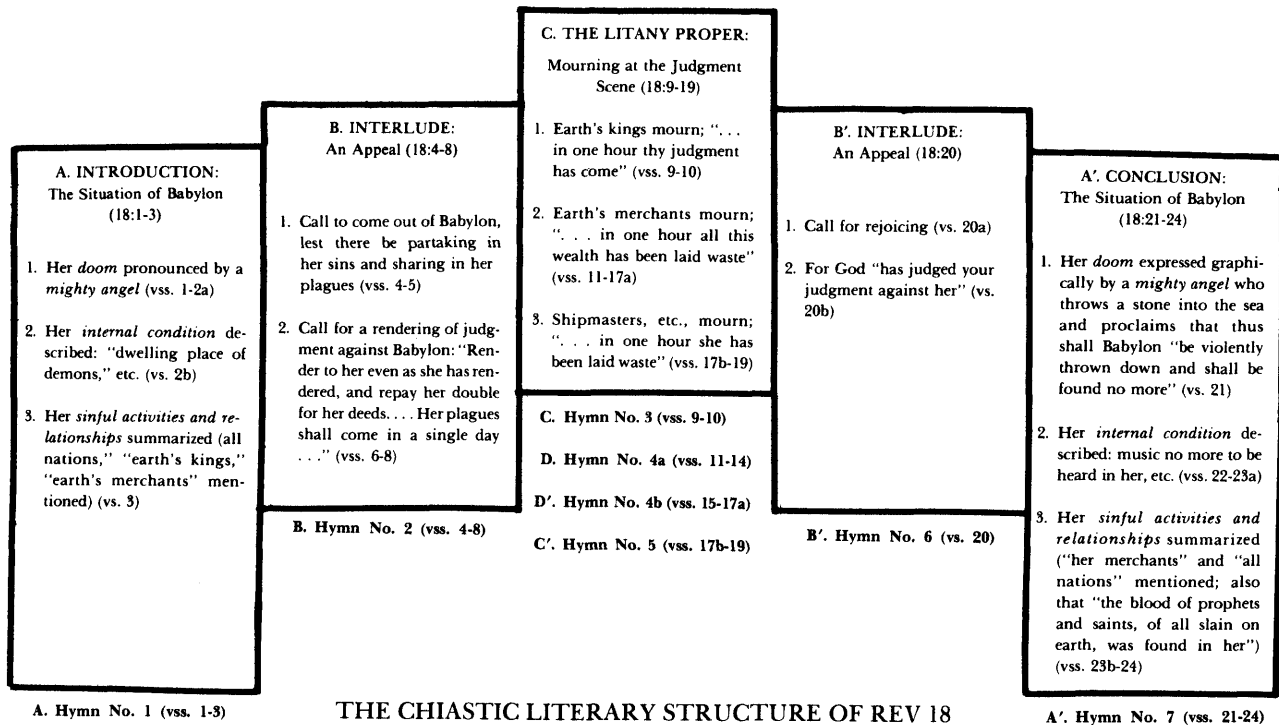 A. INTRODUCTION:
The Situation of Babylon
(18:1-3)
1. Her doom pronounced by a
mighty angel (vss. 1-2a)
2. Her internal condition de-
scribed: "dwelling place of
demons," etc. (vs. 2b)
3. Her sinful activities and re-
lationships summarized (all
nations," "earth's kings,"
"earth's merchants" men-
tioned) (vs. 3)
A. Hymn No. 1 (vss. 1-3)
B. INTERLUDE:
An Appeal (18:4-8)
1. Call to come out of Babylon,
lest there be partaking in
her sins and sharing in her
plagues (vss. 4-5)
2. Call for a rendering of judg-
ment against Babylon: "Ren-
der to her even as she has ren-
dered, and repay her double
for her deeds. . . . Her plagues
shall come in a single day
. . ." (vss. 6-8)
B. Hymn No. 2 (vss. 4-8)
C. THE LITANY PROPER:
Mourning at the Judgment
Scene (18:9-19)
1. Earth's kings mourn; ". . .
in one hour thy judgment
has come" (vss. 9-10)
2. Earth's merchants mourn;
". . . in one hour all this
wealth has been laid waste"
(vss. 11-17a)
3. Shipmasters, etc., mourn;
". . . in one hour she has
been laid waste" (vss. 17b-19)
C. Hymn No. 3 (vss. 9-10)
D. Hymn No. 4a (vss. 11-14)
D'. Hymn No. 4b (vss. 15-17a)
C'. Hymn No. 5 (vss. 17b-19)
B'. INTERLUDE:
An Appeal (18:20)
1. Call for rejoicing (vs. 20a)
2. For God "has judged your
judgment against her" (vs.
20b)
B'. Hymn No. 6 (vs. 20)
A'. CONCLUSION:
The Situation of Babylon
(18:21-24)
1. Her doom expressed graphi-
cally by a mighty angel who
throws a stone into the sea
and proclaims that thus
shall Babylon "be violently
thrown down and shall be
found no more" (vs. 21)
2. Her internal condition de-
scribed: music no more to be
heard in her, etc. (vss. 22-23a)
3. Her sinful activities and
relationships summarized
("her merchants" and "all
nations" mentioned; also
that "the blood of prophets
and saints, of all slain on
earth, was found in her")
(vss. 23b-24)
A'. Hymn No. 7 (vss. 21-24)
THE CHIASTIC LITERARY STRUCTURE OF REV 18